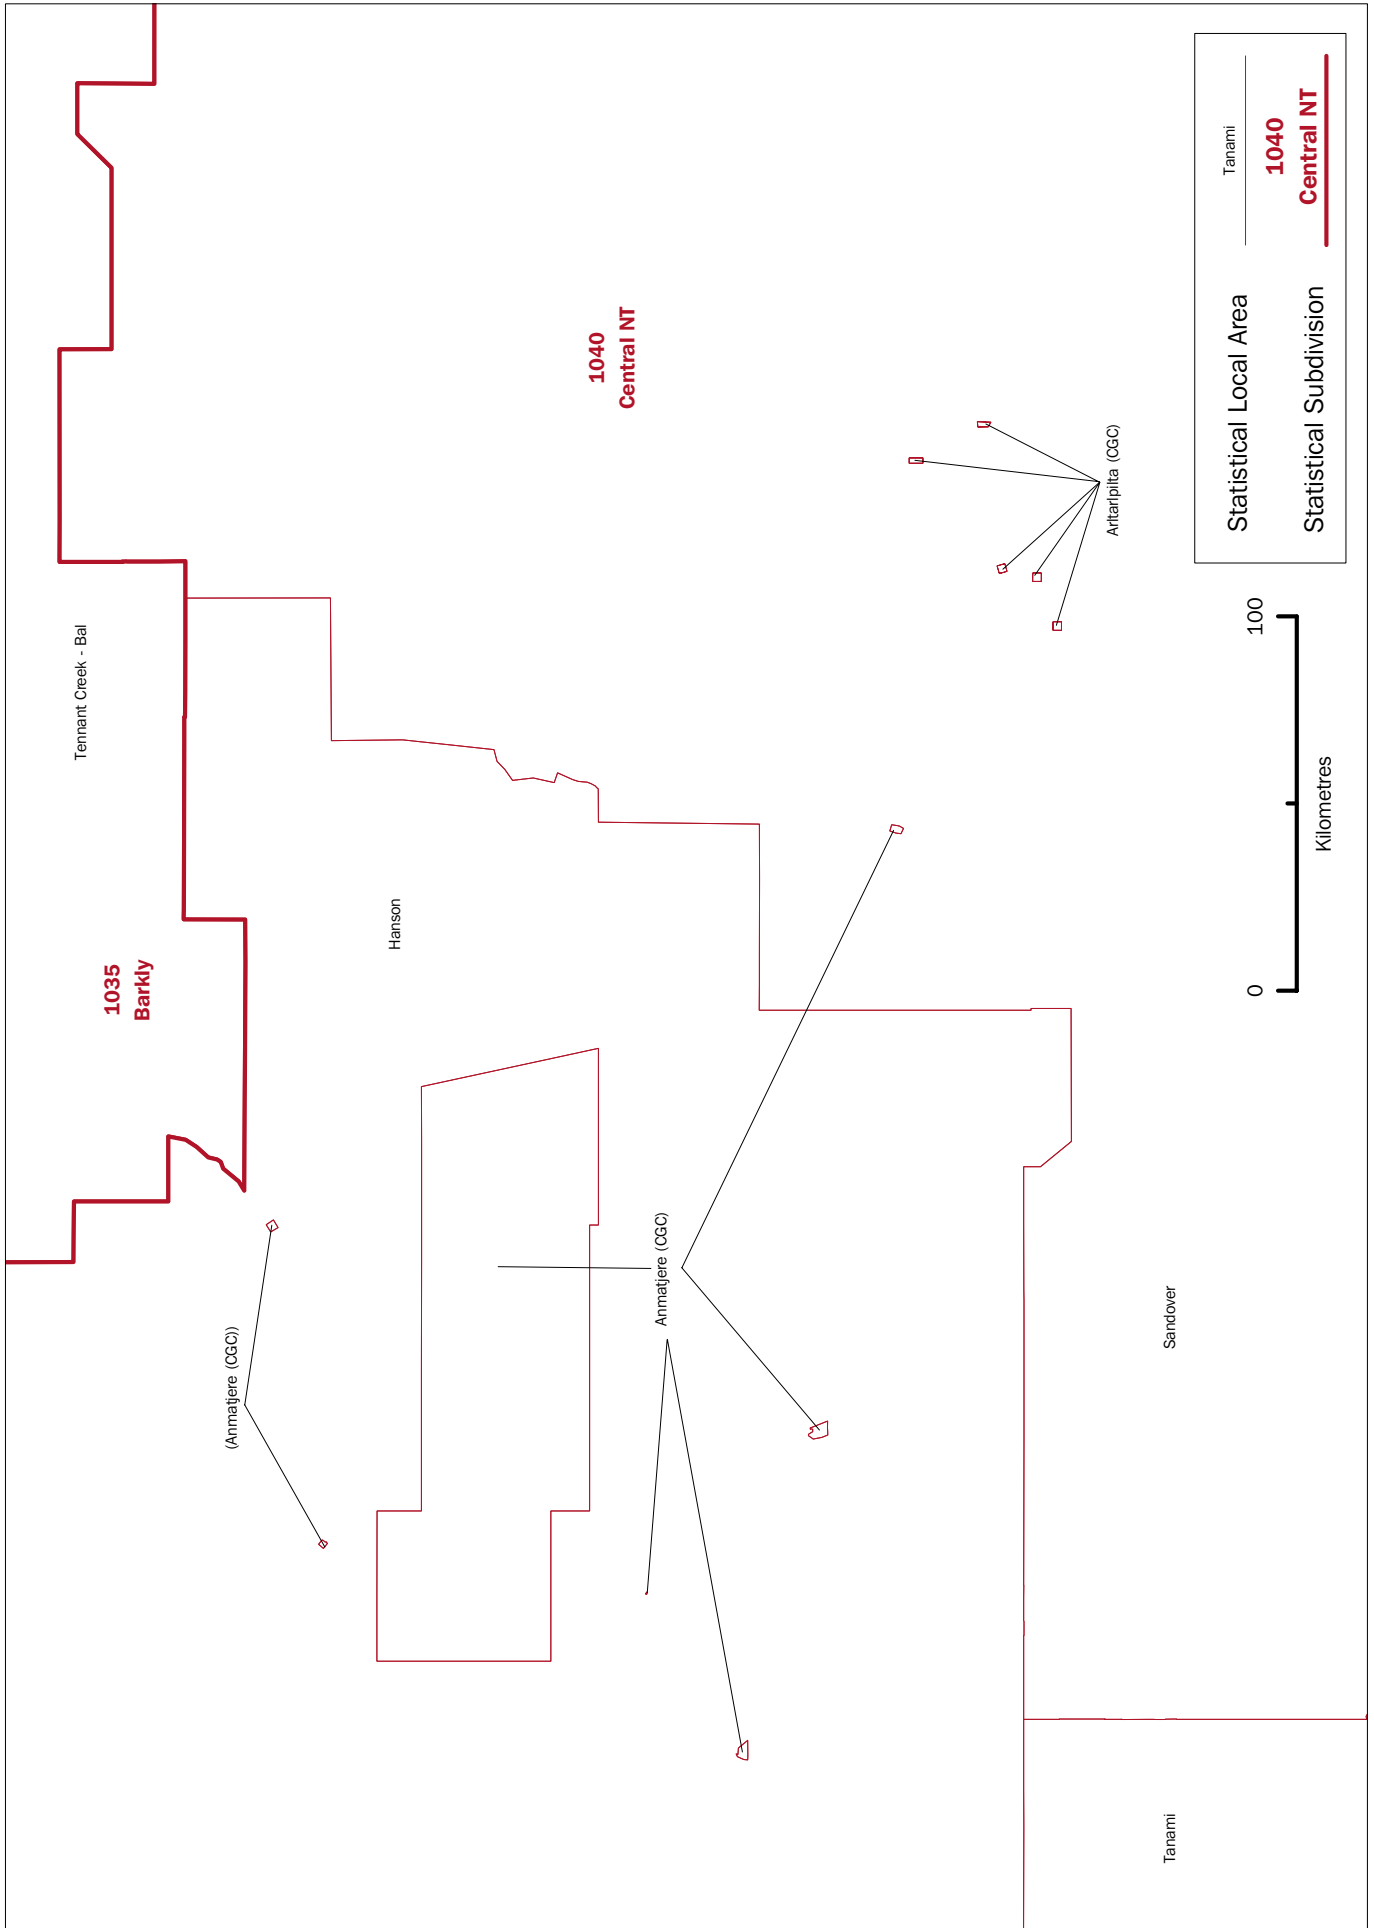 Tennant Creek - Bal
1035
Barkly
(Anmatjere (CGC))
Hanson
1040
Central NT
Anmatjere (CGC)
Arltarlpilta (CGC)
Sandover
Tanami
0
100
Kilometres
Statistical Local Area
Tanami
Statistical Subdivision
1040
Central NT